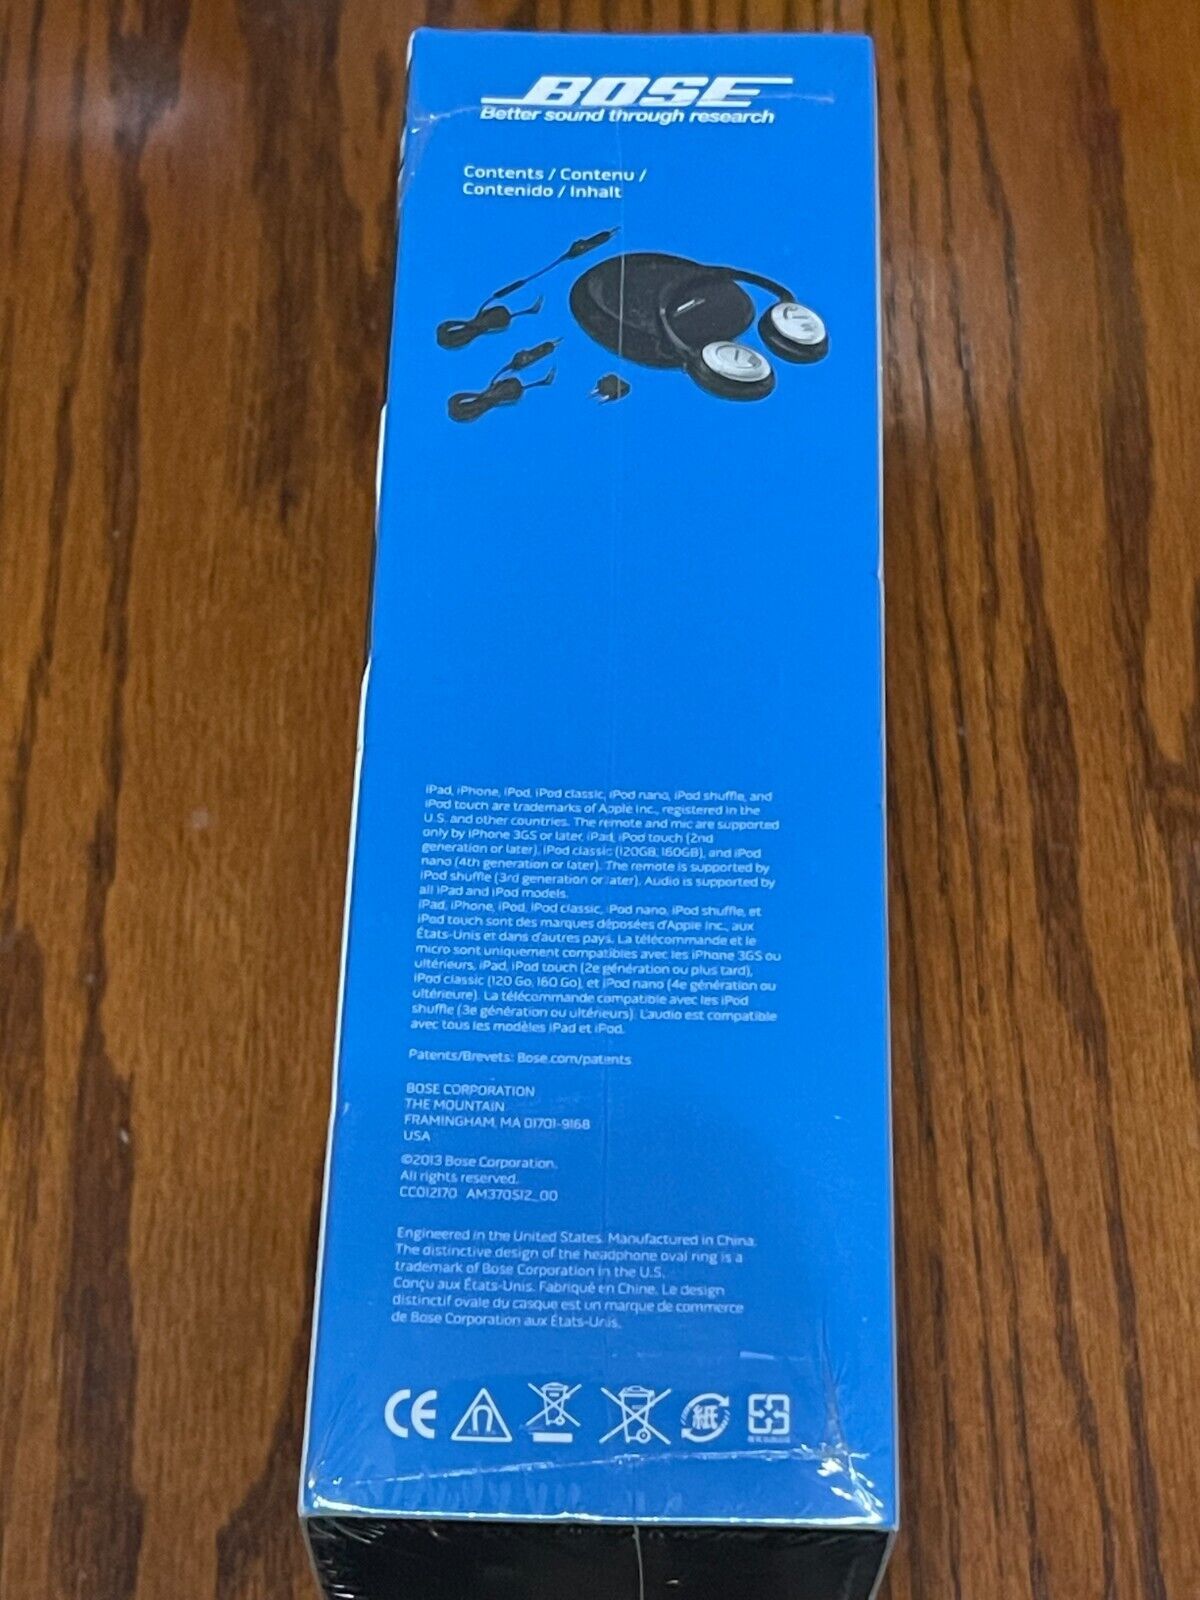 BOSE
Better sound through research
Contents / Contenu /
Contenido / Inhalt
iPad, iPhone, iPod, iPod classic, iPod nano, iPod shuffle, and
iPod touch are trademarks of Apple Inc., registered in the
U.S. and other countries. The remote and mic are supported
only by iPhone 3GS or later, iPad, iPod touch (2nd
generation or later), iPod classic (120GB, 160GB), and iPod
nano (4th generation or later). The remote is supported by
iPod shuffle (3rd generation or later). Audio is supported by
all iPad and iPod models.
iPad, iPhone, iPod, iPod classic, iPod nano, iPod shuffle, et
iPod touch sont des marques déposées d'Apple Inc., aux
États-Unis et dans d'autres pays. La télécommande et le
micro sont uniquement compatibles avec les iPhone 3GS ou
ultérieurs, iPad, iPod touch (2e génération ou plus tard),
iPod classic (120 Go, 160 Go), et iPod nano (4e génération ou
ultérieure). La télécommande compatible avec les iPod
shuffle (3e génération ou ultérieurs). L'audio est compatible
avec tous les modèles iPad et iPod.
Patents/Brevets: Bose.com/patents
BOSE CORPORATION
THE MOUNTAIN
FRAMINGHAM, MA 01701-9168
USA
©2013 Bose Corporation.
All rights reserved.
CC012170 AM370512_00
Engineered in the United States. Manufactured in China.
The distinctive design of the headphone oval ring is a
trademark of Bose Corporation in the U.S.
Conçu aux États-Unis. Fabriqué en Chine. Le design
distinctif ovale du casque est un marque de commerce
de Bose Corporation aux États-Unis.
CE
紙